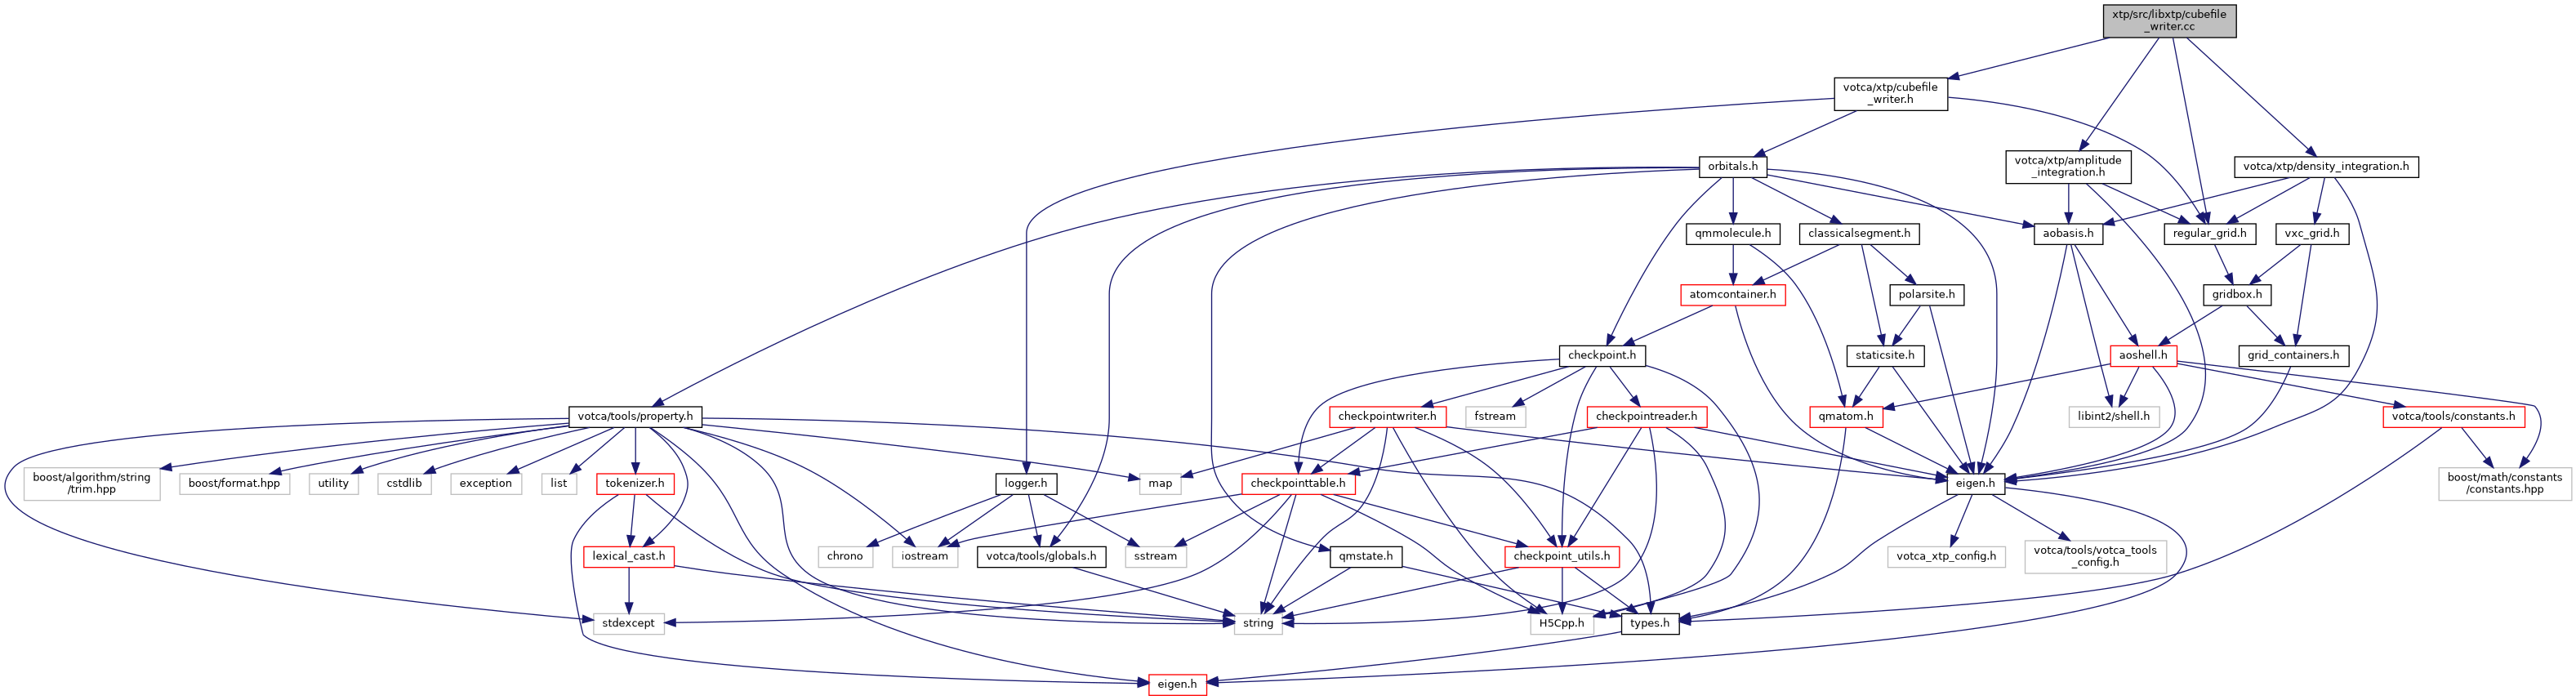 xtp/src/libxtp/cubefile
_writer.cc
votca/xtp/cubefile
_writer.h
orbitals.h
votca/xtp/amplitude
_integration.h
votca/xtp/density_integration.h
qmmolecule.h
classicalsegment.h
aobasis.h
regular_grid.h
vxc_grid.h
atomcontainer.h
polarsite.h
gridbox.h
checkpoint.h
staticsite.h
aoshell.h
grid_containers.h
votca/tools/property.h
checkpointwriter.h
fstream
checkpointreader.h
qmatom.h
libint2/shell.h
votca/tools/constants.h
boost/algorithm/string
/trim.hpp
boost/format.hpp
utility
cstdlib
exception
list
tokenizer.h
logger.h
map
checkpointtable.h
eigen.h
boost/math/constants
/constants.hpp
lexical_cast.h
chrono
iostream
votca/tools/globals.h
sstream
qmstate.h
checkpoint_utils.h
votca_xtp_config.h
votca/tools/votca_tools
_config.h
stdexcept
string
H5Cpp.h
types.h
eigen.h